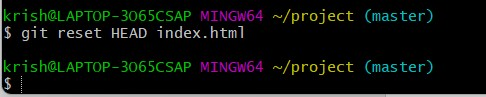 krish@LAPTOP-3O65CSAP MINGW64 ~/project (master)
$ git reset HEAD index.html
krish@LAPTOP-3O65CSAP MINGW64 ~/project (master)
$